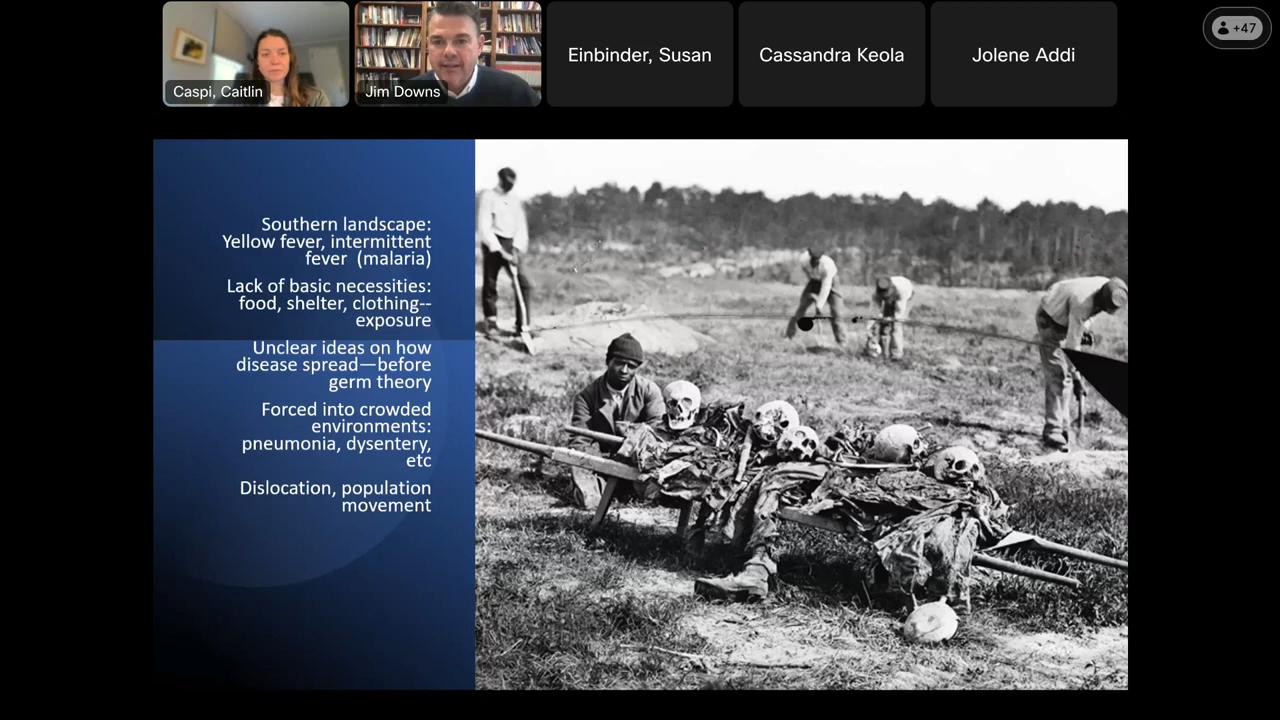 Caspi, Caitlin
Jim Downs
Einbinder, Susan
Cassandra Keola
Jolene Addi
+47
Southern landscape:
Yellow fever, intermittent
fever (malaria)
Lack of basic necessities:
food, shelter, clothing--
exposure
Unclear ideas on how
disease spread—before
germ theory
Forced into crowded
environments:
pneumonia, dysentery,
etc
Dislocation, population
movement